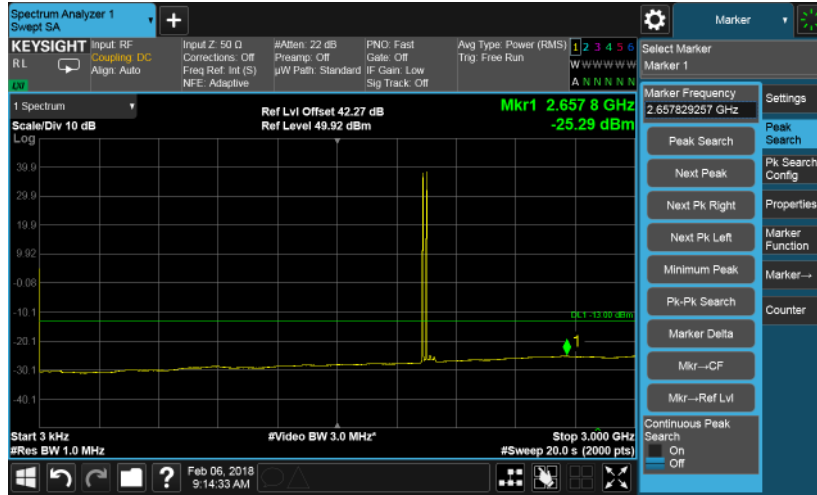 Spectrum Analyzer 1
Swept SA
+
Marker
KEYSIGHT
RL
LXI
Input: RF
Coupling: DC
Align: Auto
Input Z: 50 Ω
Corrections: Off
Freq Ref: Int (S)
NFE: Adaptive
#Atten: 22 dB
Preamp: Off
µW Path: Standard
PNO: Fast
Gate: Off
IF Gain: Low
Sig Track: Off
Avg Type: Power (RMS)
Trig: Free Run
1 2 3 4 5 6
W W W W W W
A N N N N N
Select Marker
Marker 1
1 Spectrum
Scale/Div 10 dB
Log
Ref Lvl Offset 42.27 dB
Ref Level 49.92 dBm
Mkr1 2.657 8 GHz
-25.29 dBm
39.9
29.9
19.9
9.92
-0.08
-10.1
-20.1
-30.1
-40.1
DL1 -13.00 dBm
1
Start 3 kHz
#Res BW 1.0 MHz
#Video BW 3.0 MHz*
Stop 3.000 GHz
#Sweep 20.0 s (2000 pts)
Marker Frequency
2.657829257 GHz
Peak Search
Next Peak
Next Pk Right
Next Pk Left
Minimum Peak
Pk-Pk Search
Marker Delta
Mkr→CF
Mkr→Ref Lvl
Continuous Peak
Search
On
Off
Settings
Peak
Search
Pk Search
Config
Properties
Marker
Function
Marker→
Counter
?
Feb 06, 2018
9:14:33 AM